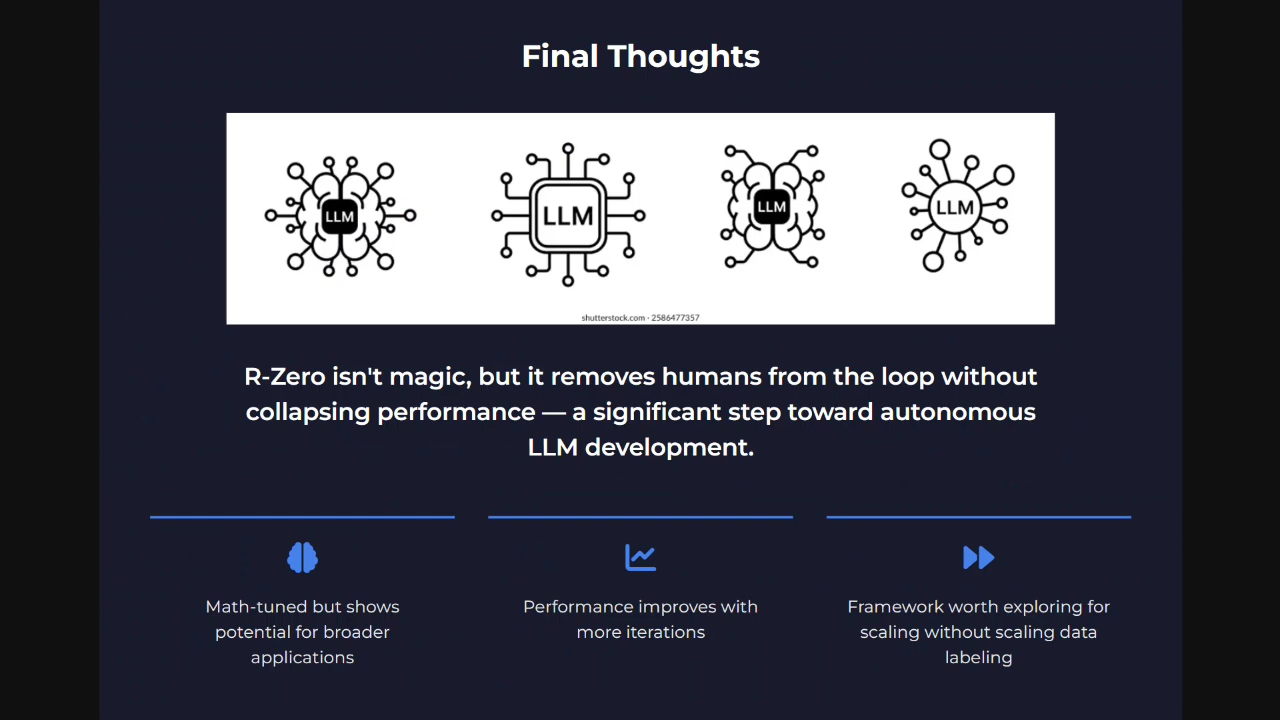 Final Thoughts
LLM
LLM
LLM
LLM
shutterstock.com · 2586477357
R-Zero isn't magic, but it removes humans from the loop without
collapsing performance — a significant step toward autonomous
LLM development.
Math-tuned but shows
potential for broader
applications
Performance improves with
more iterations
Framework worth exploring for
scaling without scaling data
labeling